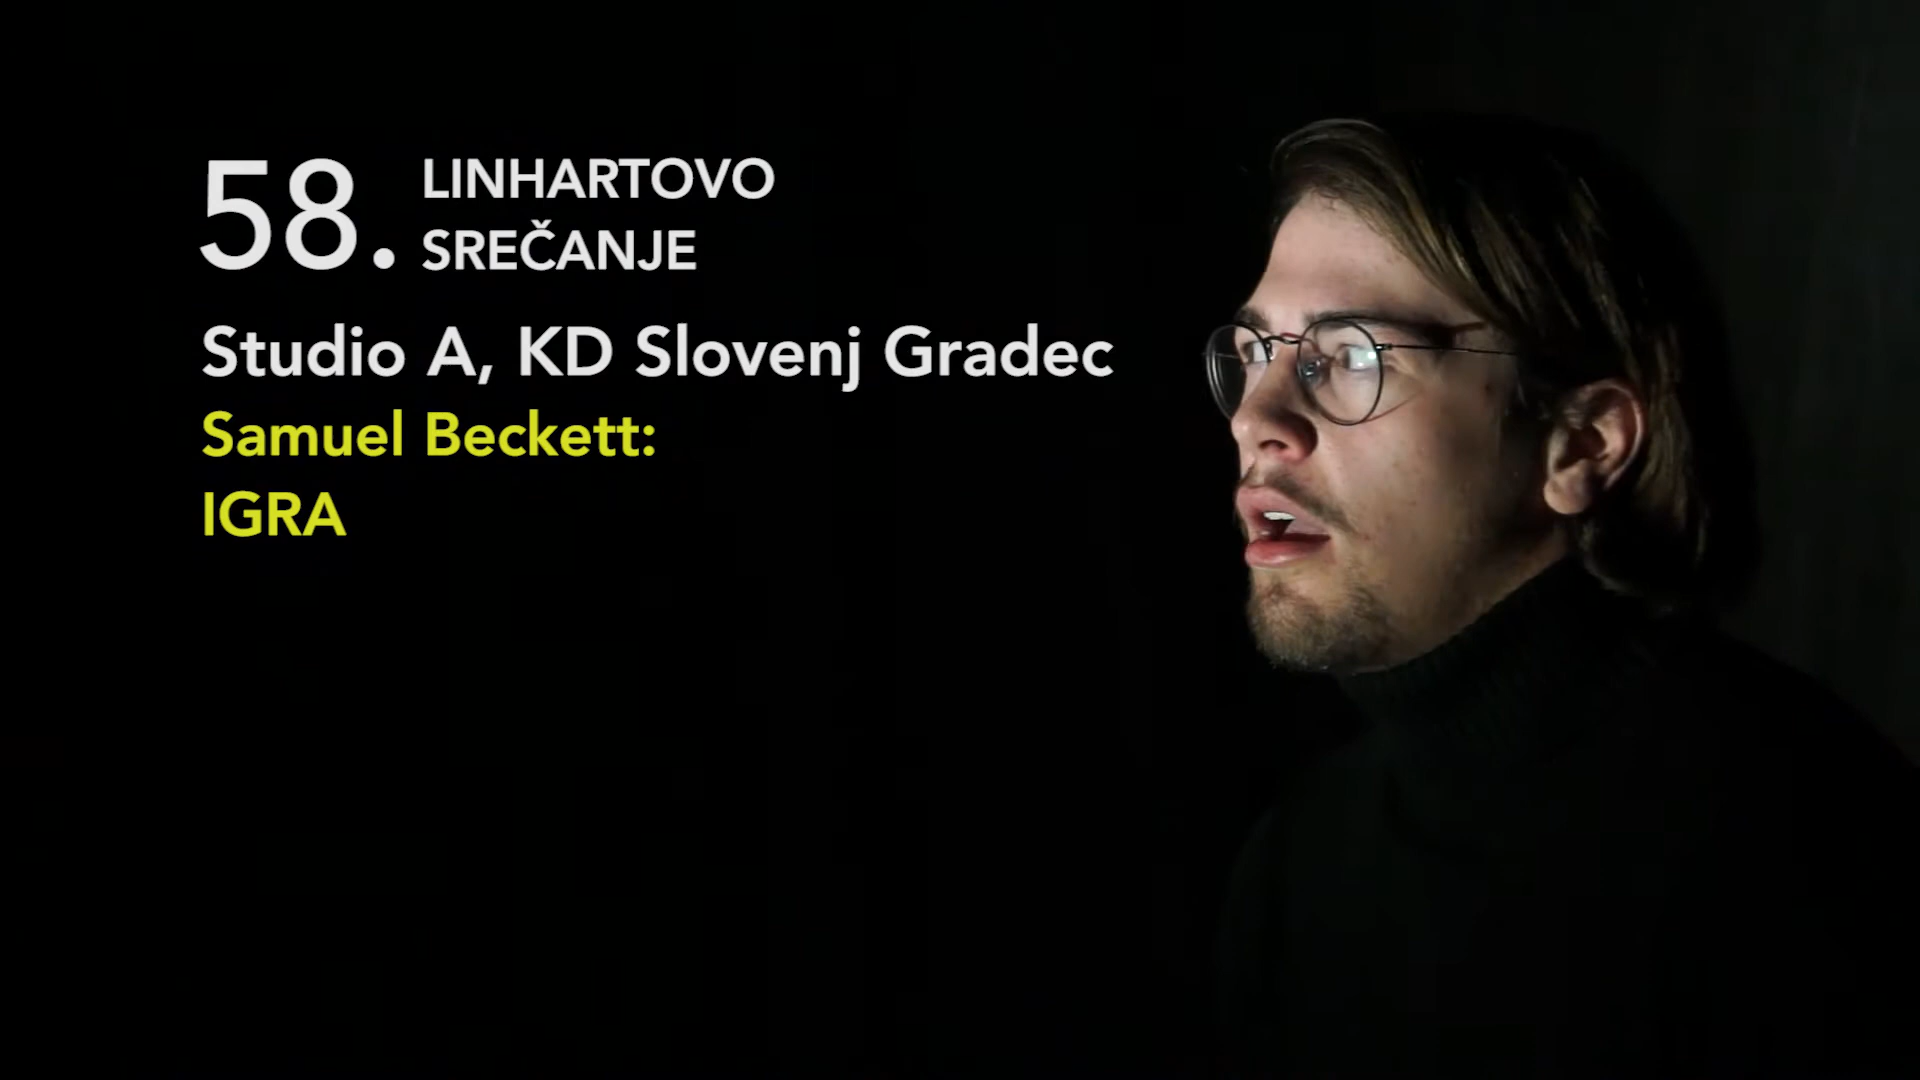 58. LINHARTOVO
SREČANJE
Studio A, KD Slovenj Gradec
Samuel Beckett:
IGRA